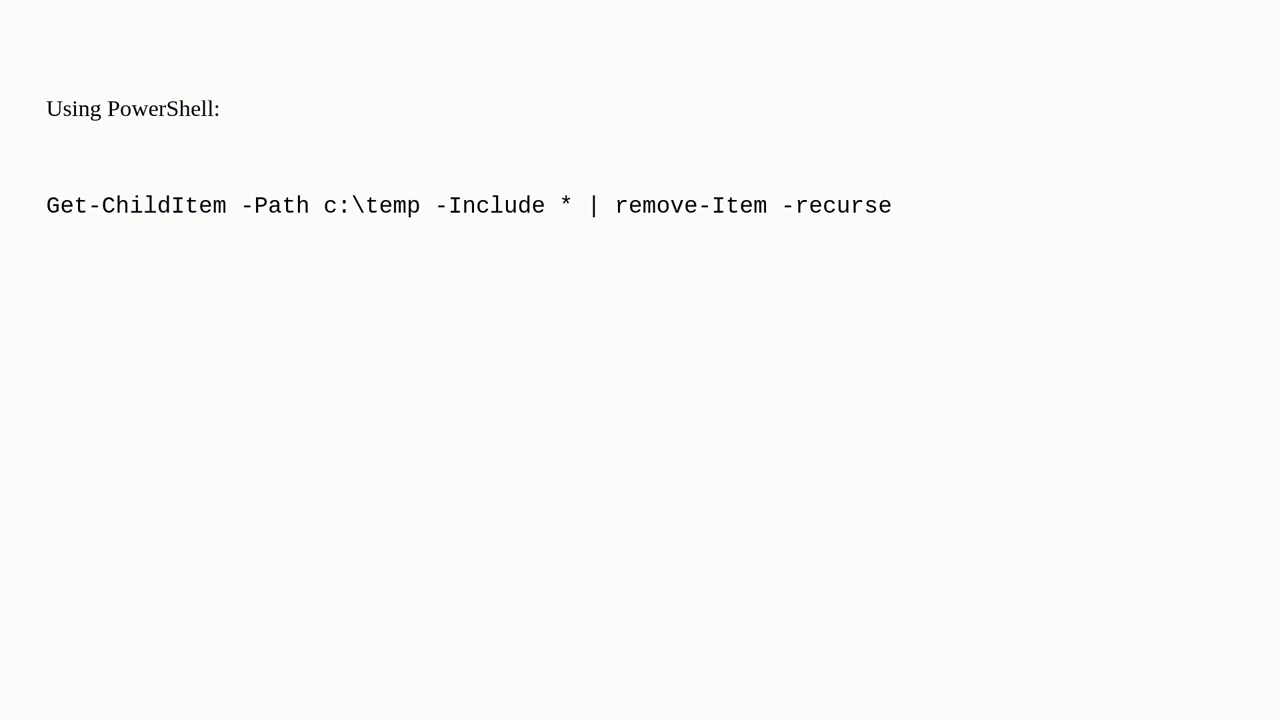 Using PowerShell:
Get-ChildItem -Path c:\temp -Include * | remove-Item -recurse